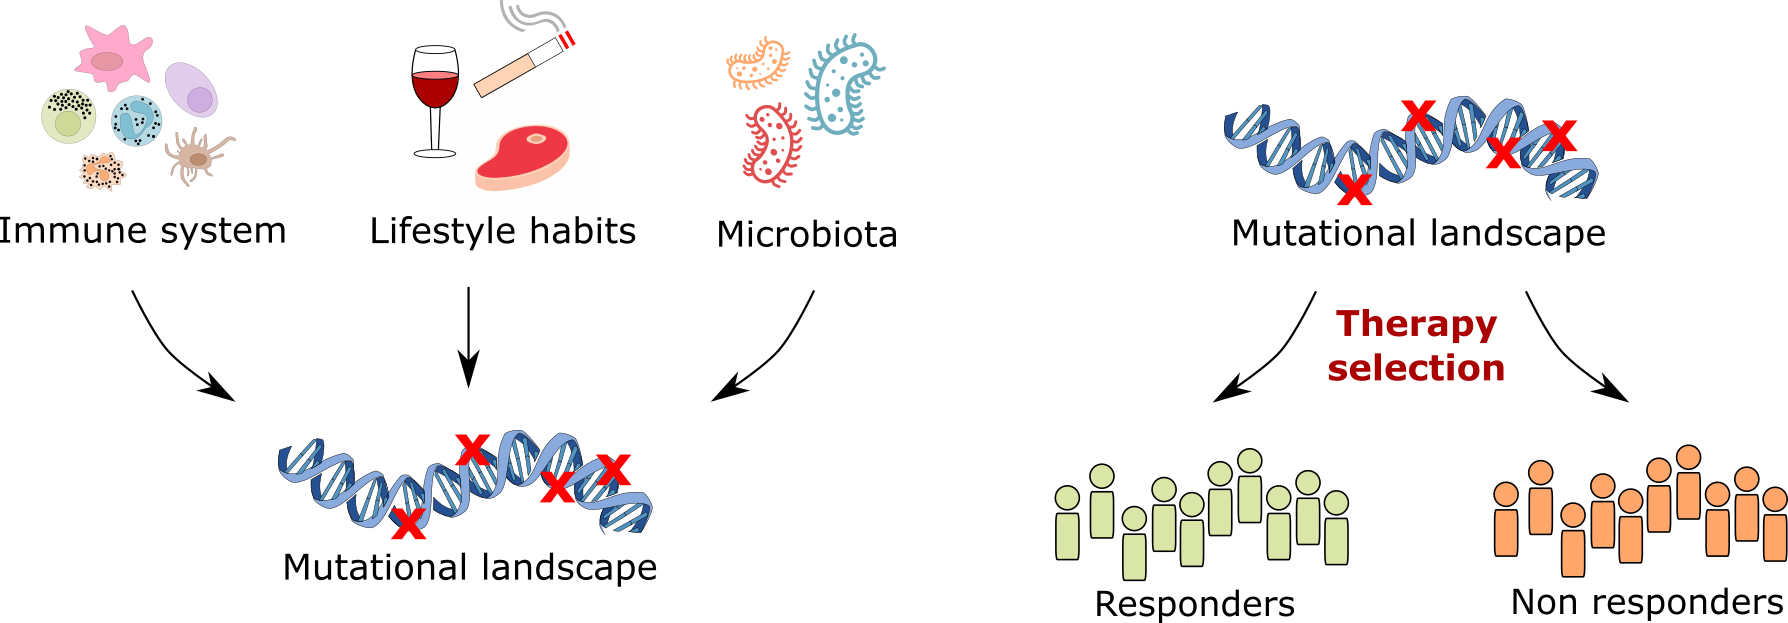 Immune system
Lifestyle habits
Microbiota
Mutational landscape
Mutational landscape
Therapy
selection
Responders
Non responders